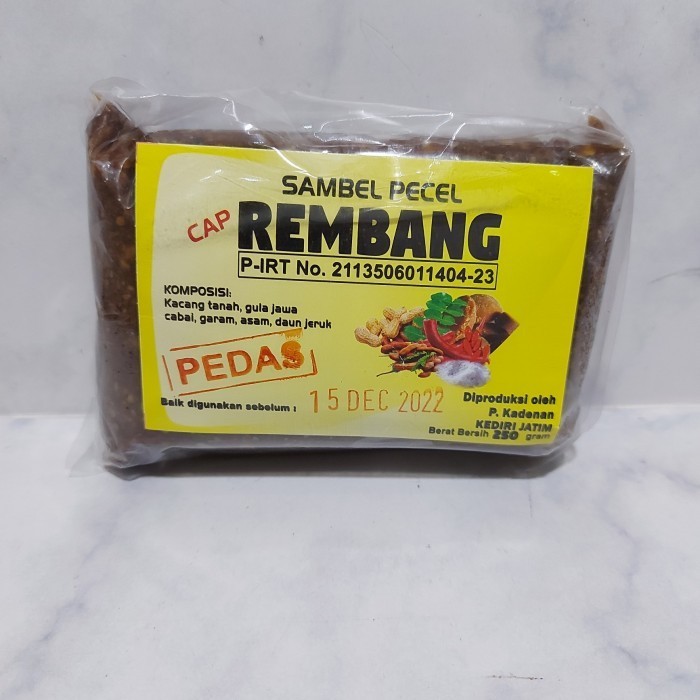 SAMBEL PECEL
CAP REMBANG
P-IRT No. 2113506011404-23
KOMPOSISI:
Kacang tanah, gula jawa
cabai, garam, asam, daun jeruk
PEDAS
Baik digunakan sebelum : 15 DEC 2022
Diproduksi oleh
P. Kadenan
KEDIRI JATIM
Berat Bersih 250 gram